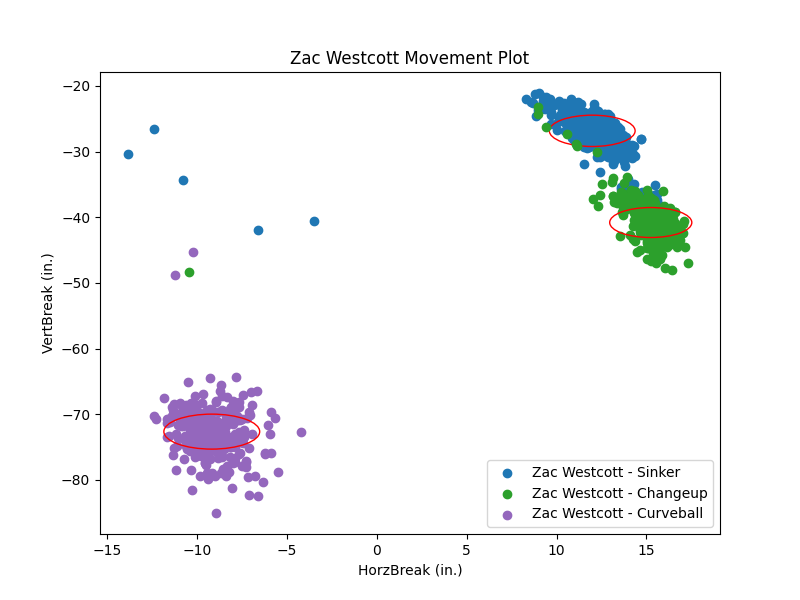 Zac Westcott Movement Plot
VertBreak (in.)
−20
−30
−40
−50
−60
−70
−80
Zac Westcott - Sinker
Zac Westcott - Changeup
Zac Westcott - Curveball
−15
−10
−5
0
5
10
15
HorzBreak (in.)